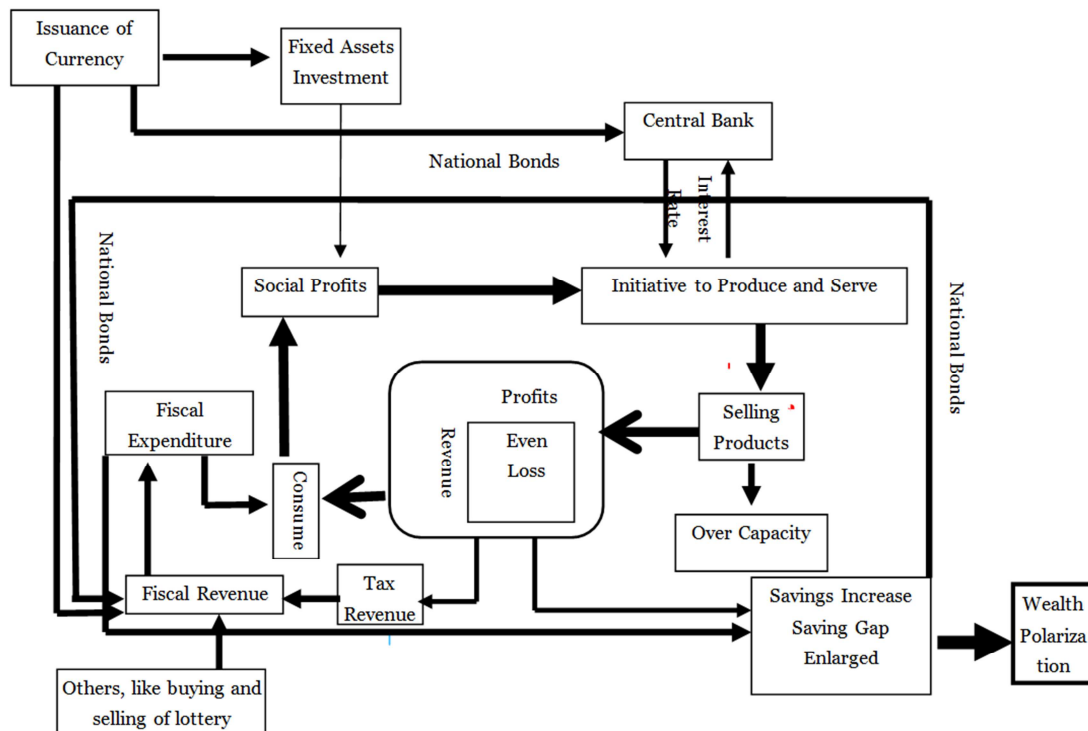 Issuance of
Currency
Fixed Assets
Investment
Central Bank
National Bonds
Rate
Interest
National Bonds
Social Profits
Initiative to Produce and Serve
National Bonds
Profits
Revenue
Even
Loss
Selling
Products
Fiscal
Expenditure
Consume
Over Capacity
Fiscal Revenue
Tax
Revenue
Savings Increase
Saving Gap
Enlarged
Wealth
Polariza
tion
Others, like buying and
selling of lottery